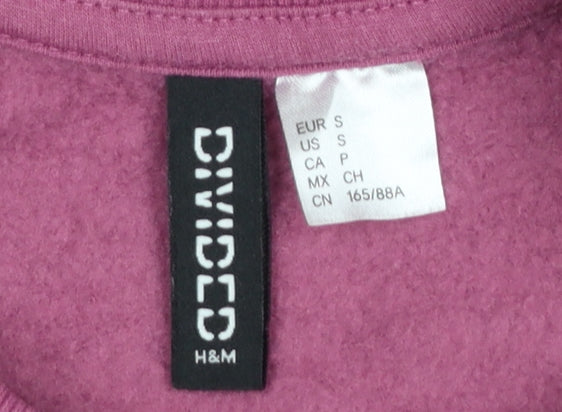 DIVIDED
H&M
EUR S
US S
CA P
MX CH
CN 165/88A